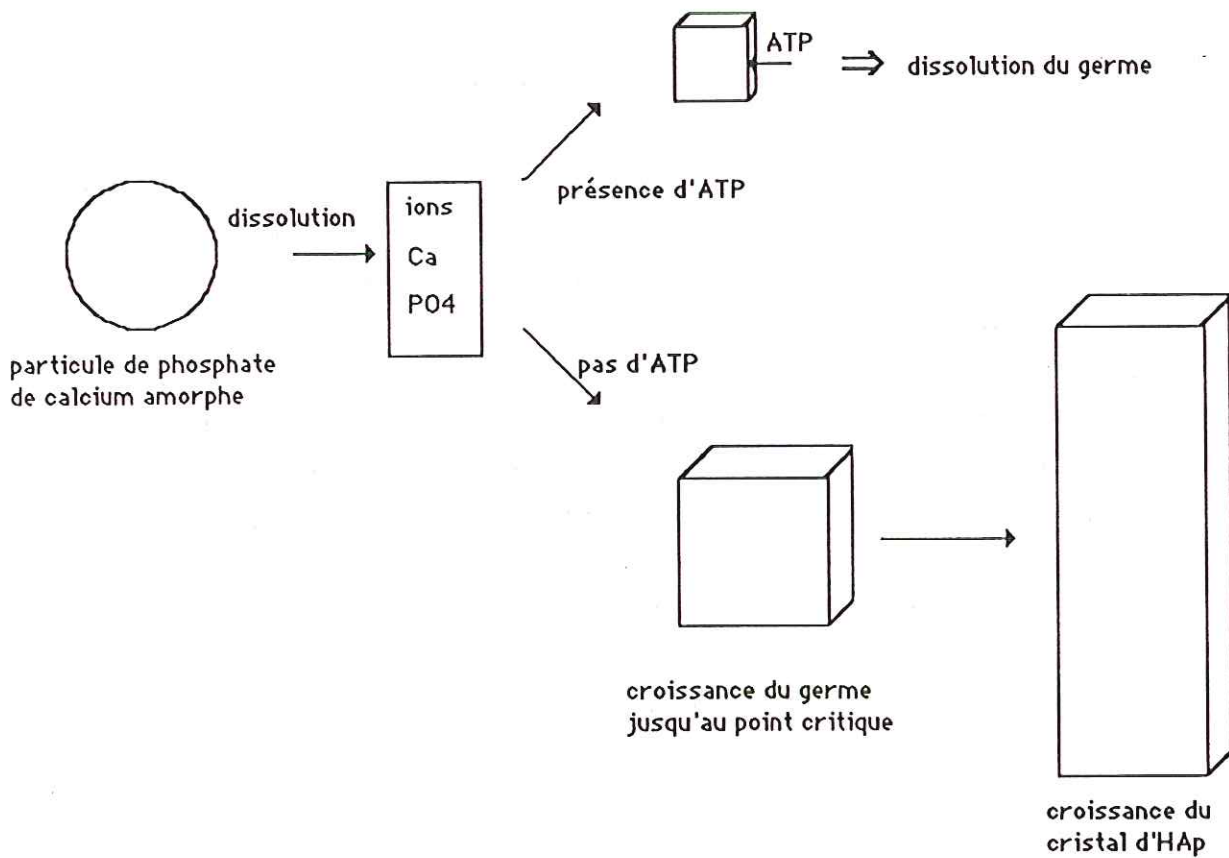 ATP
dissolution du germe
présence d'ATP
dissolution
ions
Ca
PO4
particule de phosphate
de calcium amorphe
pas d'ATP
croissance du germe
jusqu'au point critique
croissance du
cristal d'HAp